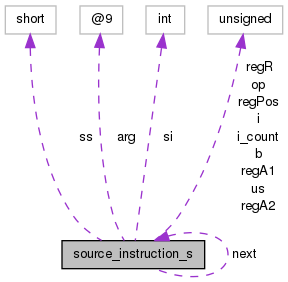 short
@9
int
unsigned
regR
op
regPos
i
ss
arg
si
i_count
b
regA1
us
regA2
source_instruction_s
next